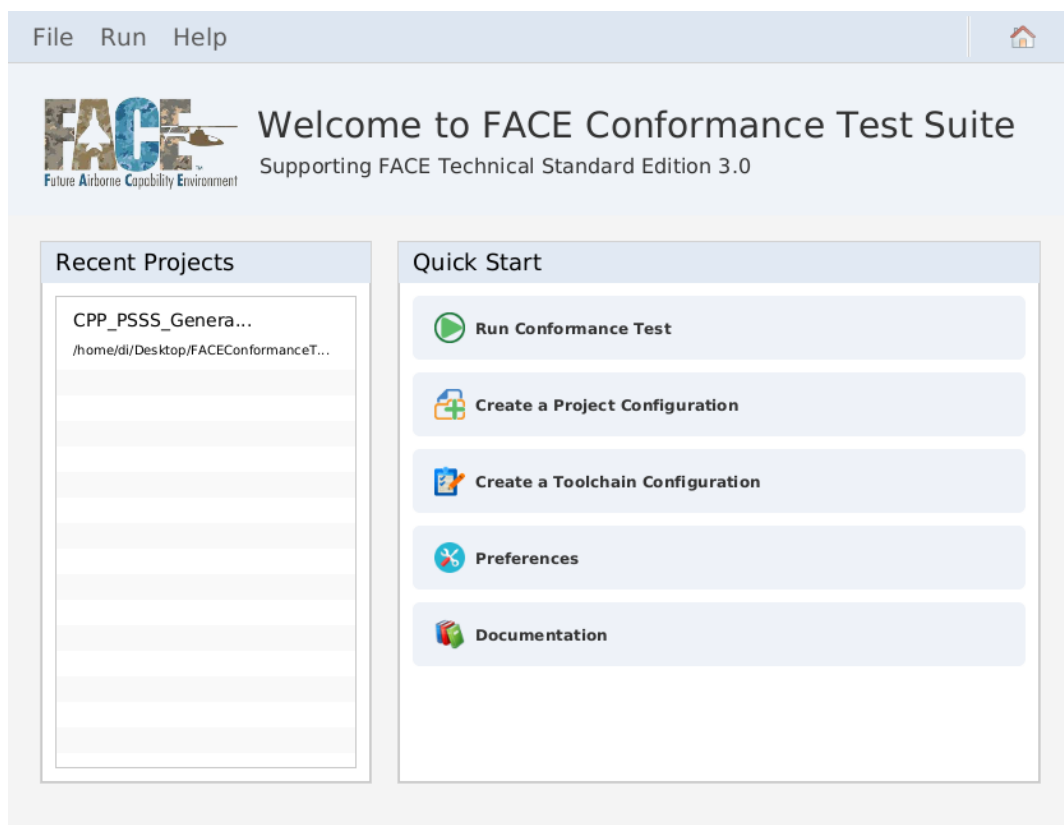 File Run Help
FACE
Future Airborne Capability Environment
Welcome to FACE Conformance Test Suite
Supporting FACE Technical Standard Edition 3.0
Recent Projects
CPP_PSSS_Genera...
/home/di/Desktop/FACEConformanceT...
Quick Start
Run Conformance Test
Create a Project Configuration
Create a Toolchain Configuration
Preferences
Documentation